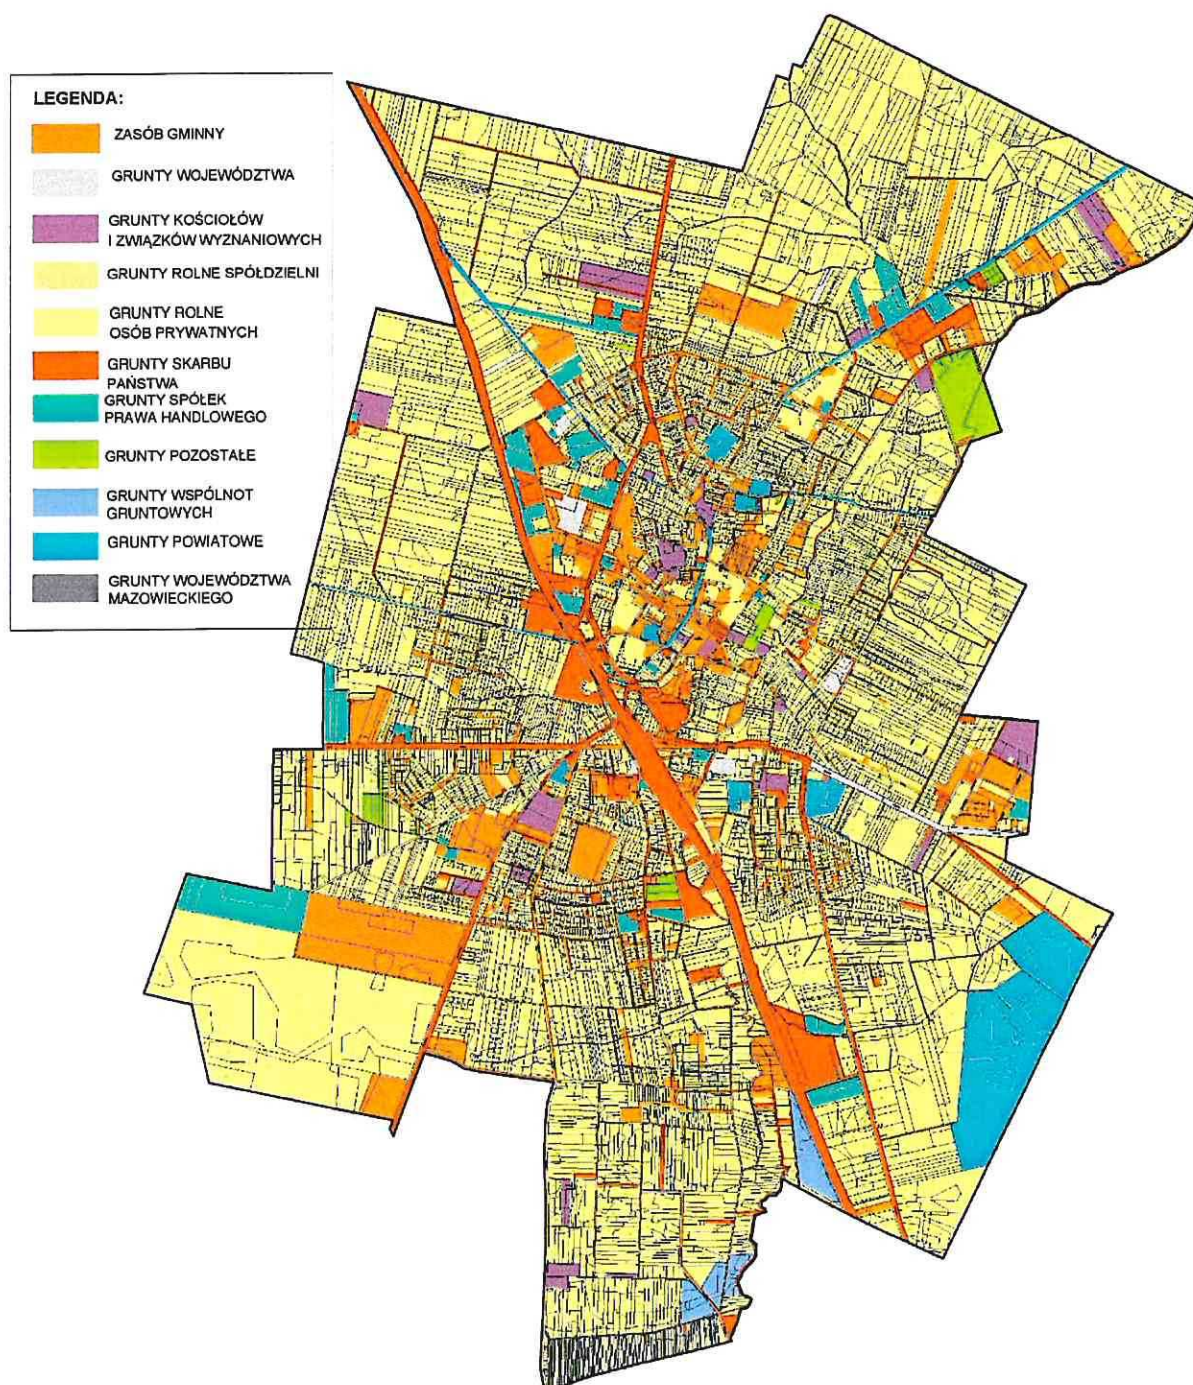 LEGENDA:
ZASÓB GMINNY
GRUNTY WOJEWÓDZTWA
GRUNTY KOŚCIOŁÓW
I ZWIĄZKÓW WYZNANIOWYCH
GRUNTY ROLNE SPÓŁDZIELNI
GRUNTY ROLNE
OSÓB PRYWATNYCH
GRUNTY SKARBU
PAŃSTWA
GRUNTY SPÓŁEK
PRAWA HANDLOWEGO
GRUNTY POZOSTAŁE
GRUNTY WSPÓLNOT
GRUNTOWYCH
GRUNTY POWIATOWE
GRUNTY WOJEWÓDZTWA
MAZOWIECKIEGO